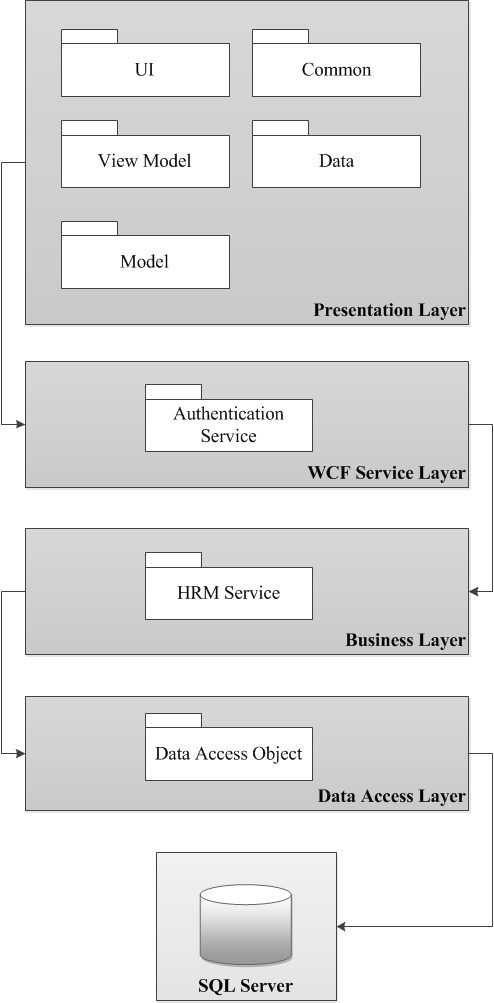 UI
Common
View Model
Data
Model
Presentation Layer
Authentication
Service
WCF Service Layer
HRM Service
Business Layer
Data Access Object
Data Access Layer
SQL Server